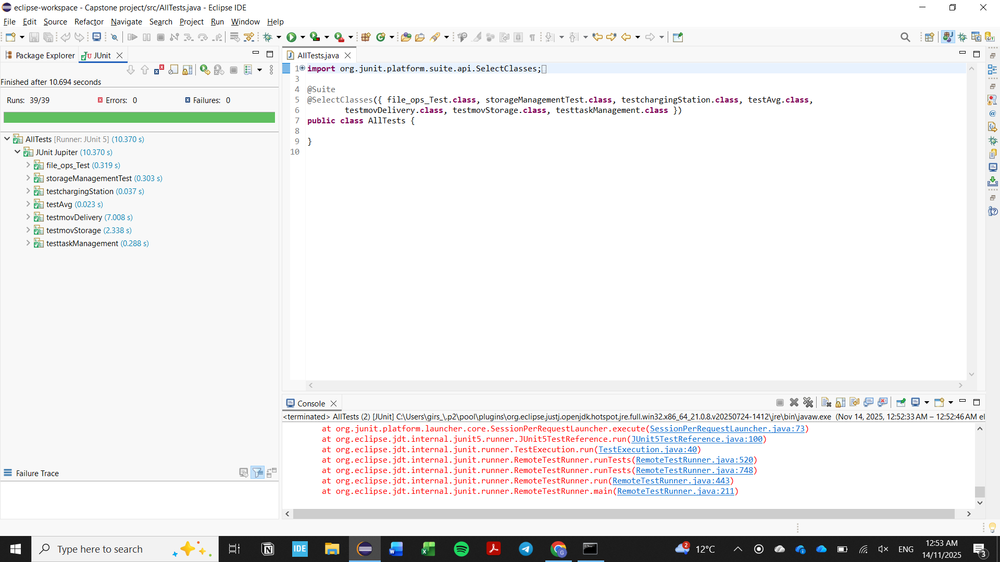 eclipse-workspace - Capstone project/src/AllTests.java - Eclipse IDE
File Edit Source Refactor Navigate Search Project Run Window Help
Package Explorer JUnit
Finished after 10.694 seconds
Runs: 39/39 Errors: 0 Failures: 0
AllTests [Runner: JUnit 5] (10.370 s)
JUnit Jupiter (10.370 s)
file_ops_Test (0.319 s)
storageManagementTest (0.303 s)
testchargingStation (0.037 s)
testAvg (0.023 s)
testmovDelivery (7.008 s)
testmovStorage (2.338 s)
testtaskManagement (0.288 s)
Failure Trace
AllTests.java
1 import org.junit.platform.suite.api.SelectClasses;
3
4 @Suite
5 @SelectClasses({ file_ops_Test.class, storageManagementTest.class, testchargingStation.class, testAvg.class,
6 testmovDelivery.class, testmovStorage.class, testtaskManagement.class })
7 public class AllTests {
8
9 }
10
Console
<terminated> AllTests (2) [JUnit] C:\Users\girs_\.p2\pool\plugins\org.eclipse.justj.openjdk.hotspot.jre.full.win32.x86_64_21.0.8.v20250724-1412\jre\bin\javaw.exe (Nov 14, 2025, 12:52:33 AM – 12:52:46 AM el
at org.junit.platform.launcher.core.SessionPerRequestLauncher.execute(SessionPerRequestLauncher.java:73)
at org.eclipse.jdt.internal.junit5.runner.JUnit5TestReference.run(JUnit5TestReference.java:100)
at org.eclipse.jdt.internal.junit.runner.TestExecution.run(TestExecution.java:40)
at org.eclipse.jdt.internal.junit.runner.RemoteTestRunner.runTests(RemoteTestRunner.java:520)
at org.eclipse.jdt.internal.junit.runner.RemoteTestRunner.runTests(RemoteTestRunner.java:748)
at org.eclipse.jdt.internal.junit.runner.RemoteTestRunner.run(RemoteTestRunner.java:443)
at org.eclipse.jdt.internal.junit.runner.RemoteTestRunner.main(RemoteTestRunner.java:211)
Type here to search
IDE
2
12°C
ENG
12:53 AM
14/11/2025
3